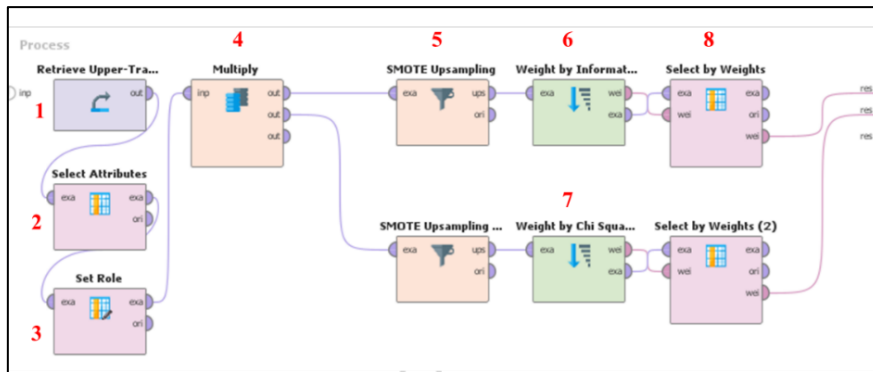 Process
4
5
6
8
Retrieve Upper-Tra...
Multiply
SMOTE Upsampling
Weight by Informat...
Select by Weights
inp
out
inp
out
exa
ups
exa
wei
exa
exa
res
1
out
ori
exa
wei
ori
res
out
wei
res
Select Attributes
exa
exa
2
ori
7
SMOTE Upsampling ...
Weight by Chi Squa...
Select by Weights (2)
exa
ups
exa
wei
exa
exa
Set Role
ori
exa
wei
ori
exa
exa
wei
3
ori